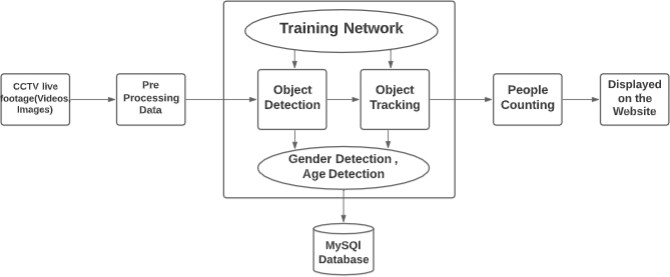 Training Network
CCTV live
footage(Videos
Images)
Pre
Processing
Data
Object
Detection
Object
Tracking
People
Counting
Displayed
on the
Website
Gender Detection ,
Age Detection
MySQl
Database